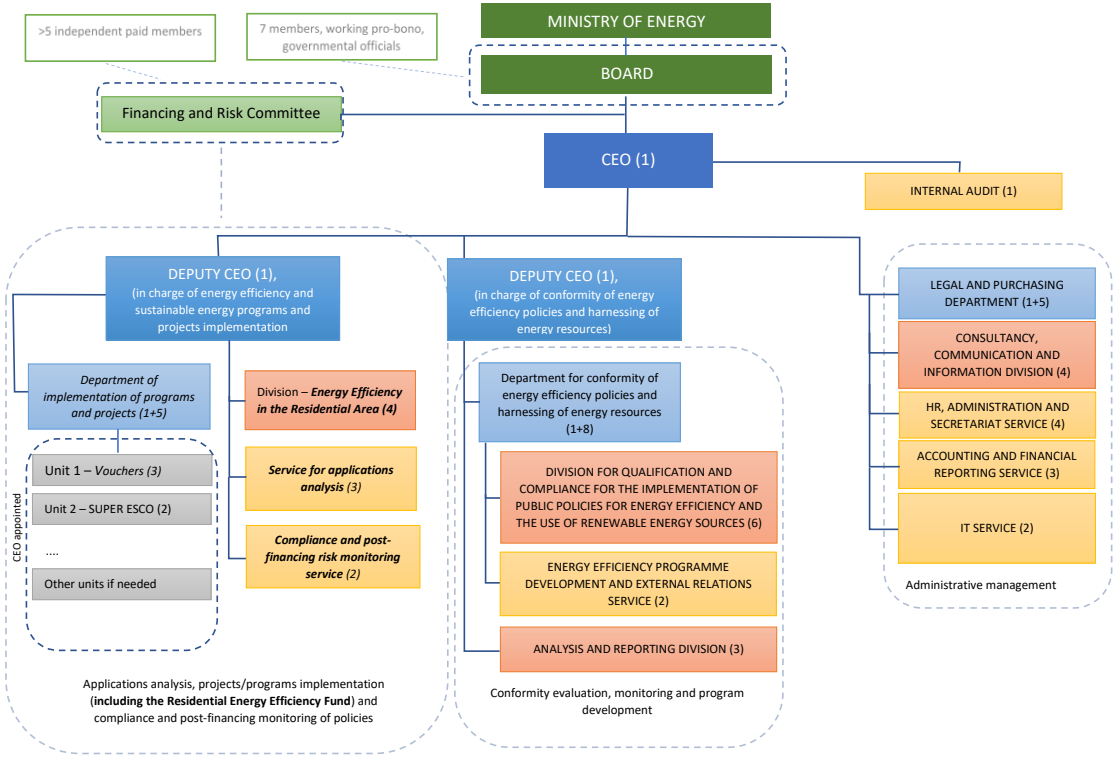 >5 independent paid members
7 members, working pro-bono,
governmental officials
MINISTRY OF ENERGY
BOARD
Financing and Risk Committee
CEO (1)
INTERNAL AUDIT (1)
DEPUTY CEO (1),
(in charge of energy efficiency and
sustainable energy programs and
projects implementation
DEPUTY CEO (1),
(in charge of conformity of energy
efficiency policies and harnessing of
energy resources)
LEGAL AND PURCHASING
DEPARTMENT (1+5)
CONSULTANCY,
COMMUNICATION AND
INFORMATION DIVISION (4)
HR, ADMINISTRATION AND
SECRETARIAT SERVICE (4)
ACCOUNTING AND FINANCIAL
REPORTING SERVICE (3)
IT SERVICE (2)
Administrative management
Department of
implementation of programs
and projects (1+5)
CEO appointed
Unit 1 – Vouchers (3)
Unit 2 – SUPER ESCO (2)
....
Other units if needed
Division – Energy Efficiency
in the Residential Area (4)
Service for applications
analysis (3)
Compliance and post-
financing risk monitoring
service (2)
Applications analysis, projects/programs implementation
(including the Residential Energy Efficiency Fund) and
compliance and post-financing monitoring of policies
Department for conformity of
energy efficiency policies and
harnessing of energy resources
(1+8)
DIVISION FOR QUALIFICATION AND
COMPLIANCE FOR THE IMPLEMENTATION OF
PUBLIC POLICIES FOR ENERGY EFFICIENCY AND
THE USE OF RENEWABLE ENERGY SOURCES (6)
ENERGY EFFICIENCY PROGRAMME
DEVELOPMENT AND EXTERNAL RELATIONS
SERVICE (2)
ANALYSIS AND REPORTING DIVISION (3)
Conformity evaluation, monitoring and program
development